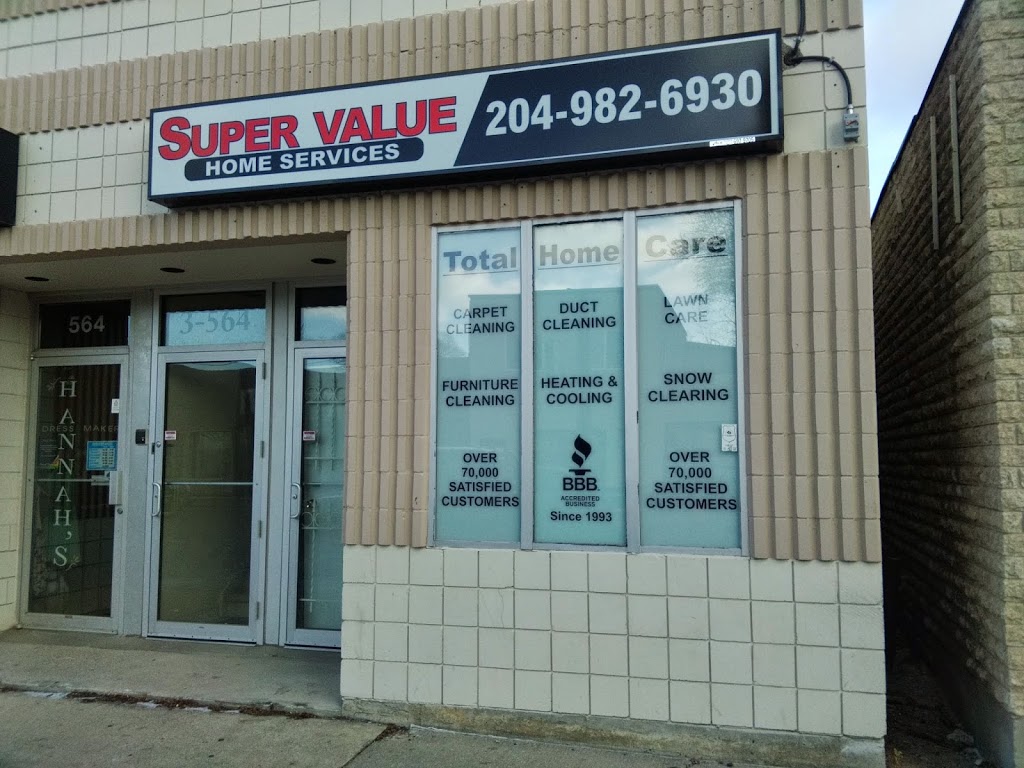 SUPER VALUE
HOME SERVICES
204-982-6930
Total Home Care
CARPET
CLEANING
DUCT
CLEANING
LAWN
CARE
FURNITURE
CLEANING
HEATING &
COOLING
SNOW
CLEARING
OVER
70,000
SATISFIED
CUSTOMERS
BBB
ACCREDITED
BUSINESS
Since 1993
OVER
70,000
SATISFIED
CUSTOMERS
564
3-564
HANNAH'S
DRESS MAKER